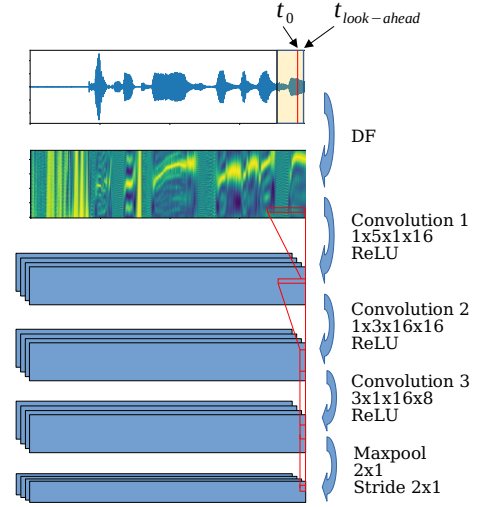 t0 tlook−ahead
DF
Convolution 1
1x5x1x16
ReLU
Convolution 2
1x3x16x16
ReLU
Convolution 3
3x1x16x8
ReLU
Maxpool
2x1
Stride 2x1